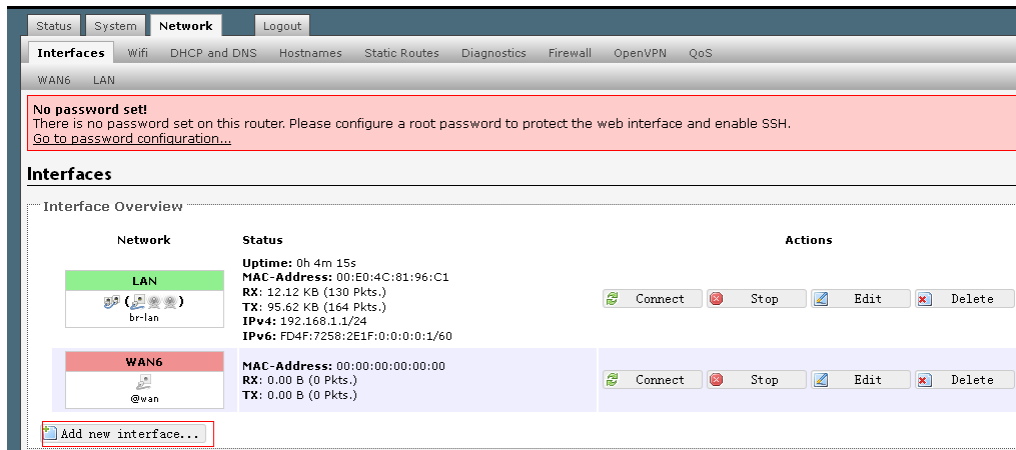 Status System Network Logout
Interfaces Wifi DHCP and DNS Hostnames Static Routes Diagnostics Firewall OpenVPN QoS
WAN6 LAN
No password set!
There is no password set on this router. Please configure a root password to protect the web interface and enable SSH.
Go to password configuration...
Interfaces
Interface Overview
Network Status Actions
LAN
br-lan
Uptime: 0h 4m 15s
MAC-Address: 00:E0:4C:81:96:C1
RX: 12.12 KB (130 Pkts.)
TX: 95.62 KB (164 Pkts.)
IPv4: 192.168.1.1/24
IPv6: FD4F:7258:2E1F:0:0:0:0:1/60
Connect Stop Edit Delete
WAN6
@wan
MAC-Address: 00:00:00:00:00:00
RX: 0.00 B (0 Pkts.)
TX: 0.00 B (0 Pkts.)
Connect Stop Edit Delete
Add new interface...